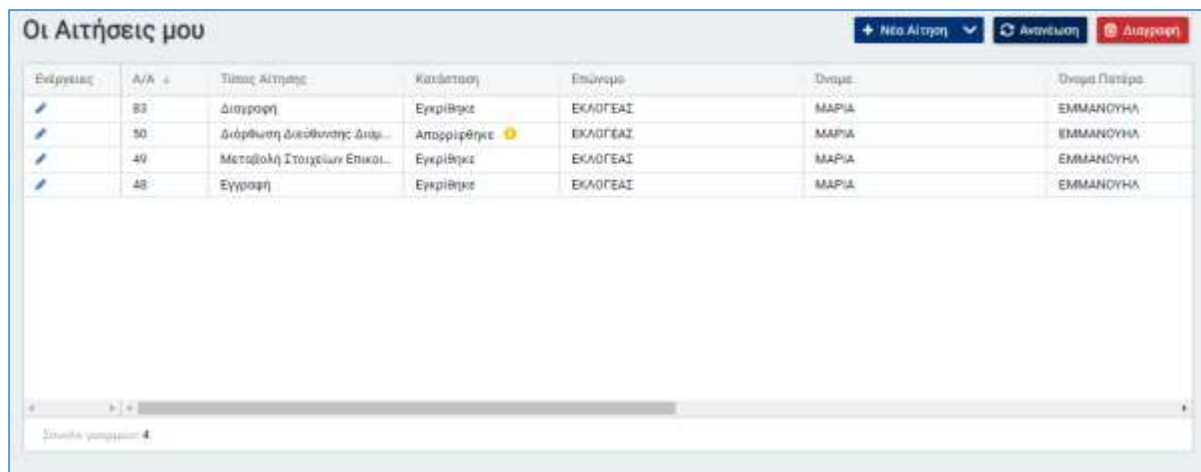 Οι Αιτήσεις μου
+ Νέα Αίτηση Ανανέωση Διαγραφή
Ενέργειες Α/Α Τύπος Αίτησης Κατάσταση Επώνυμο Όνομα Όνομα Πατέρα
83 Διαγραφή Εγκρίθηκε ΕΚΛΟΓΕΑΣ ΜΑΡΙΑ ΕΜΜΑΝΟΥΗΛ
50 Διόρθωση Διεύθυνσης Διαμ... Απορρίφθηκε ΕΚΛΟΓΕΑΣ ΜΑΡΙΑ ΕΜΜΑΝΟΥΗΛ
49 Μεταβολή Στοιχείων Επικοι... Εγκρίθηκε ΕΚΛΟΓΕΑΣ ΜΑΡΙΑ ΕΜΜΑΝΟΥΗΛ
48 Εγγραφή Εγκρίθηκε ΕΚΛΟΓΕΑΣ ΜΑΡΙΑ ΕΜΜΑΝΟΥΗΛ
Σύνολο γραμμών: 4